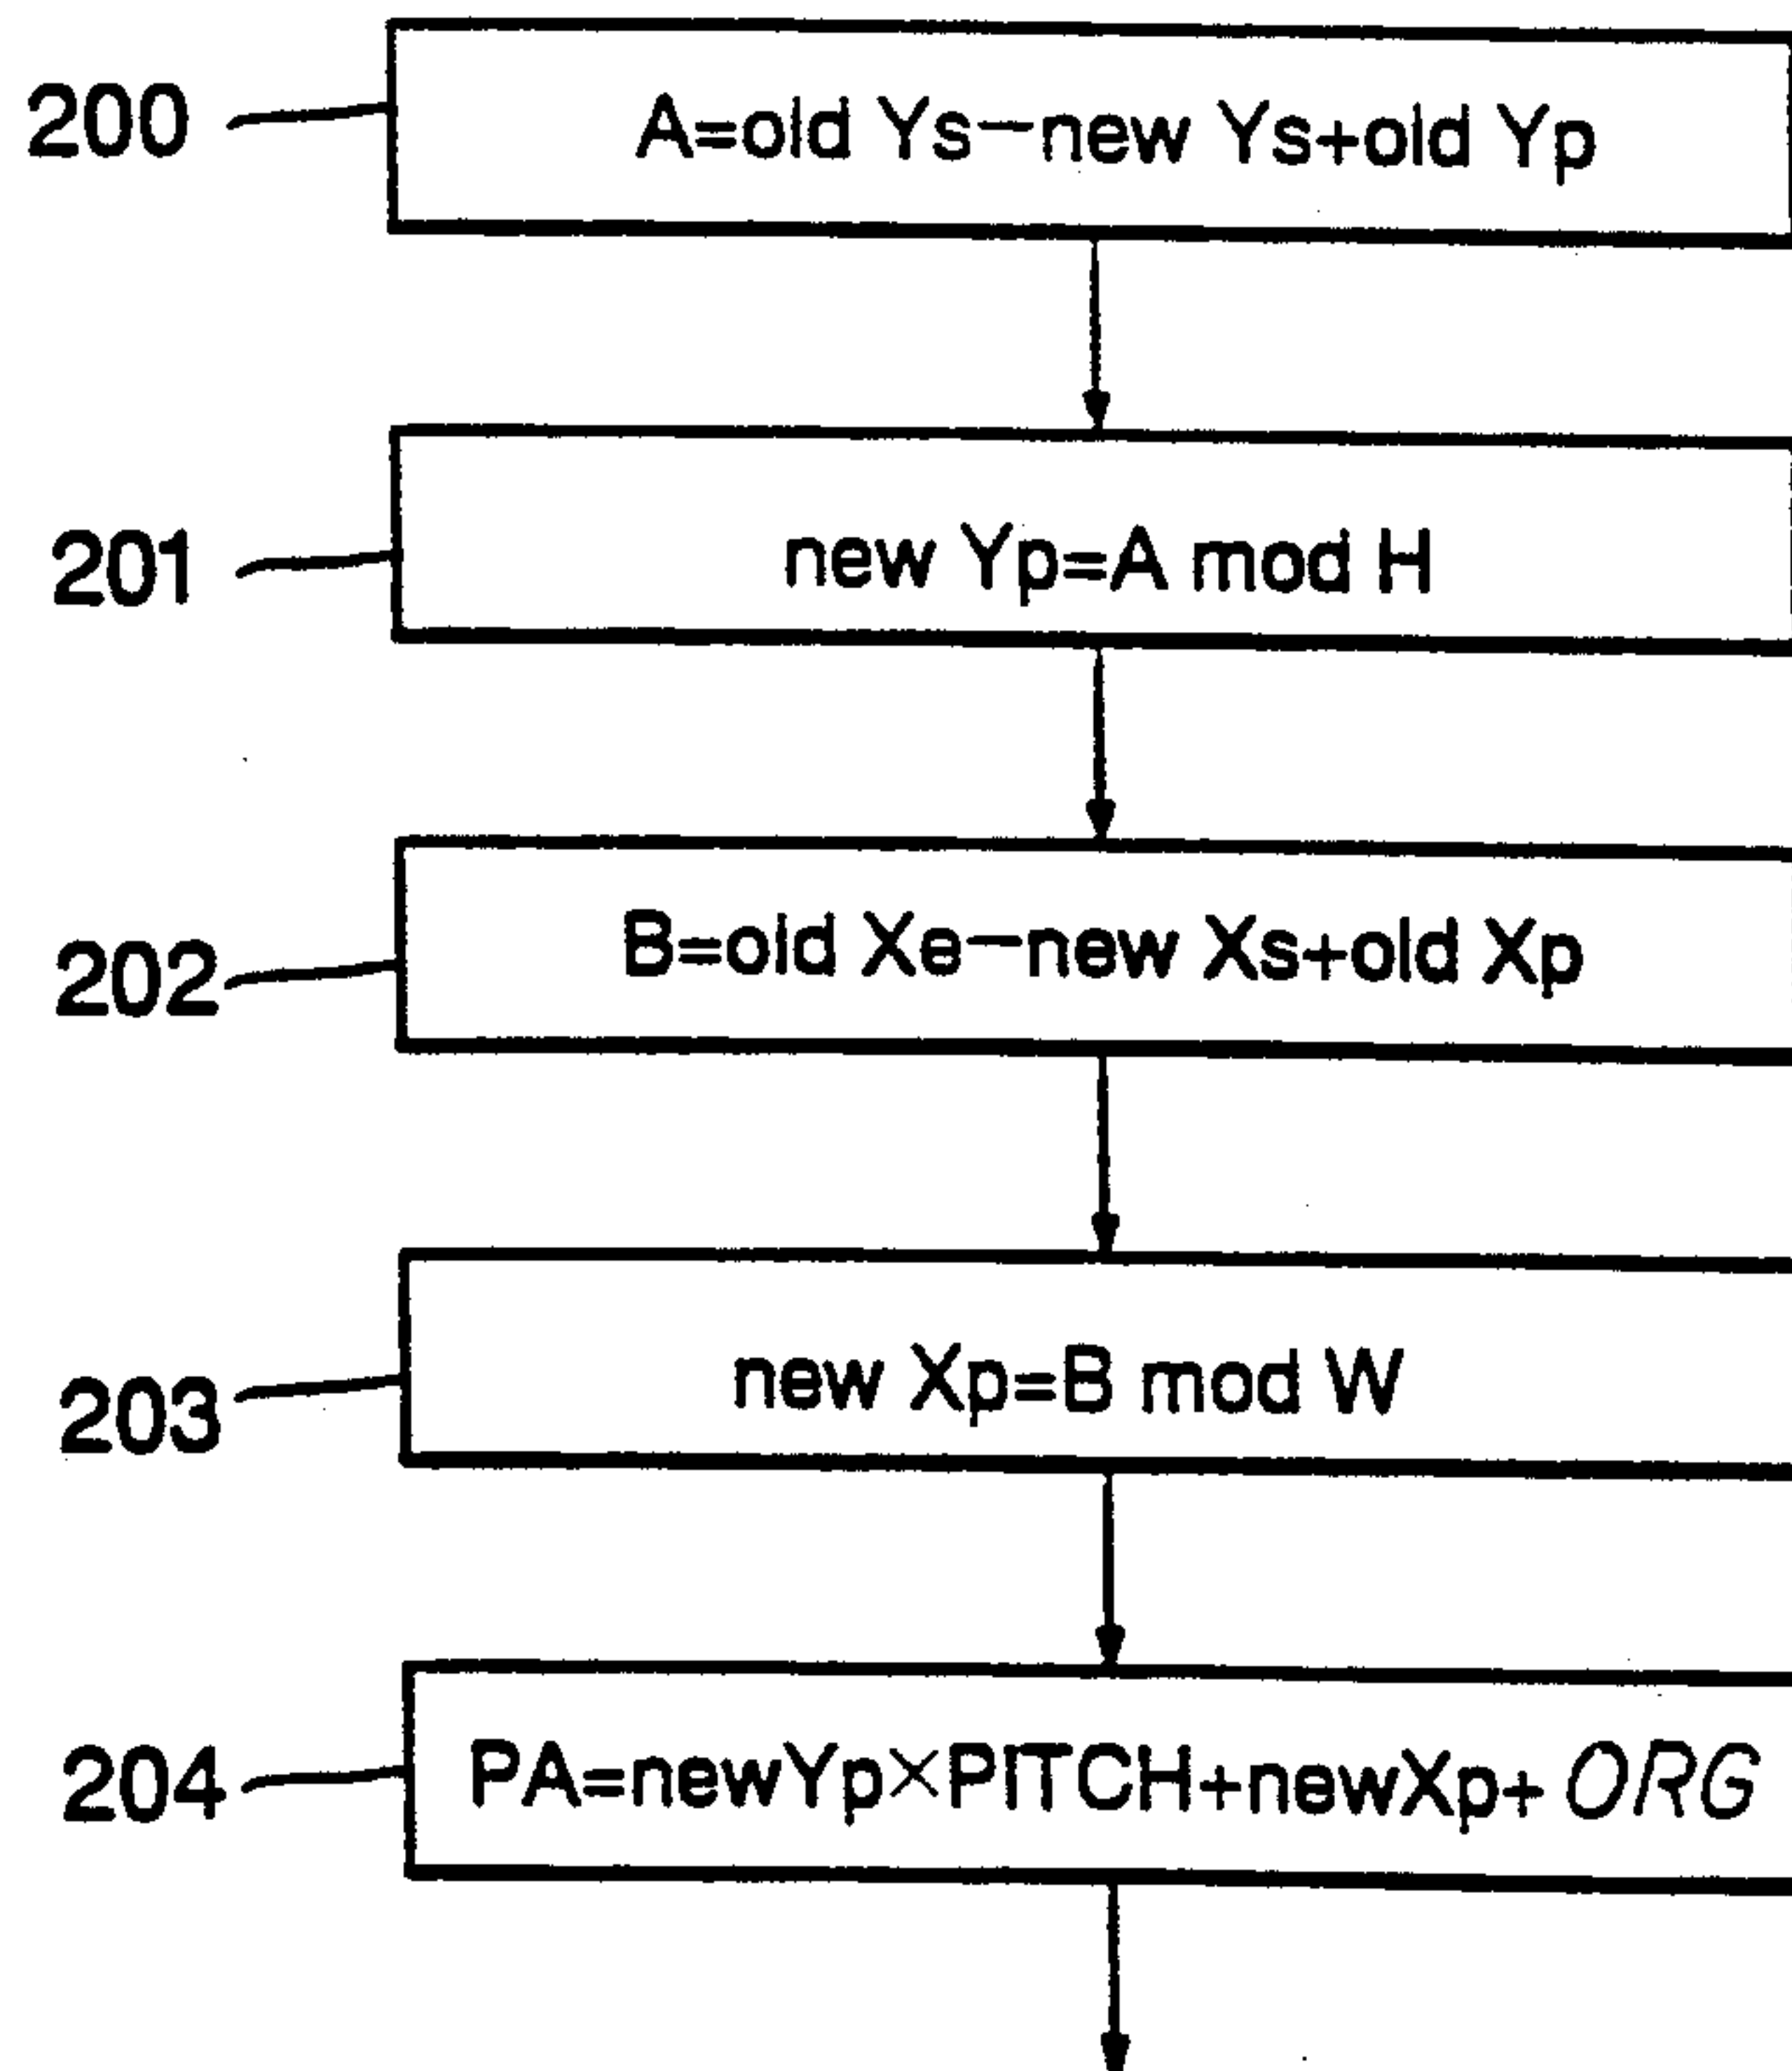 200
A=old Ys−new Ys+old Yp
201
new Yp=A mod H
202
B=old Xe−new Xs+old Xp
203
new Xp=B mod W
204
PA=newYp×PITCH+newXp+ ORG